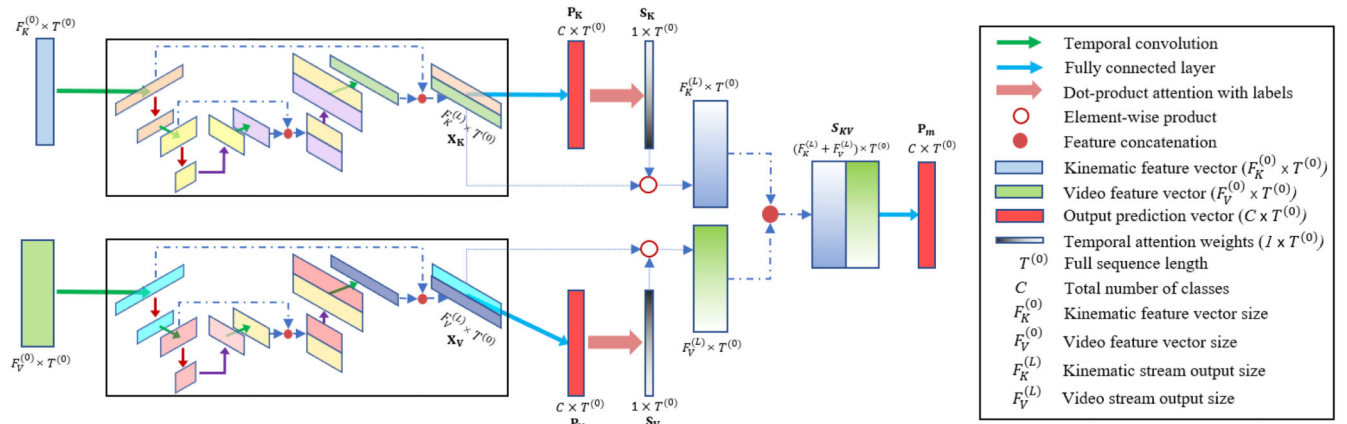 F_K^(0) × T^(0)
X_K
F_K^(L) × T^(0)
P_K
C × T^(0)
S_K
1 × T^(0)
F_K^(L) × T^(0)
F_V^(0) × T^(0)
X_V
F_V^(L) × T^(0)
C × T^(0)
1 × T^(0)
S_V
F_V^(L) × T^(0)
S_KV
(F_K^(L) + F_V^(L)) × T^(0)
P_m
C × T^(0)
Temporal convolution
Fully connected layer
Dot-product attention with labels
Element-wise product
Feature concatenation
Kinematic feature vector (F_K^(0) x T^(0))
Video feature vector (F_V^(0) x T^(0))
Output prediction vector (C x T^(0))
Temporal attention weights (1 x T^(0))
T^(0) Full sequence length
C Total number of classes
F_K^(0) Kinematic feature vector size
F_V^(0) Video feature vector size
F_K^(L) Kinematic stream output size
F_V^(L) Video stream output size